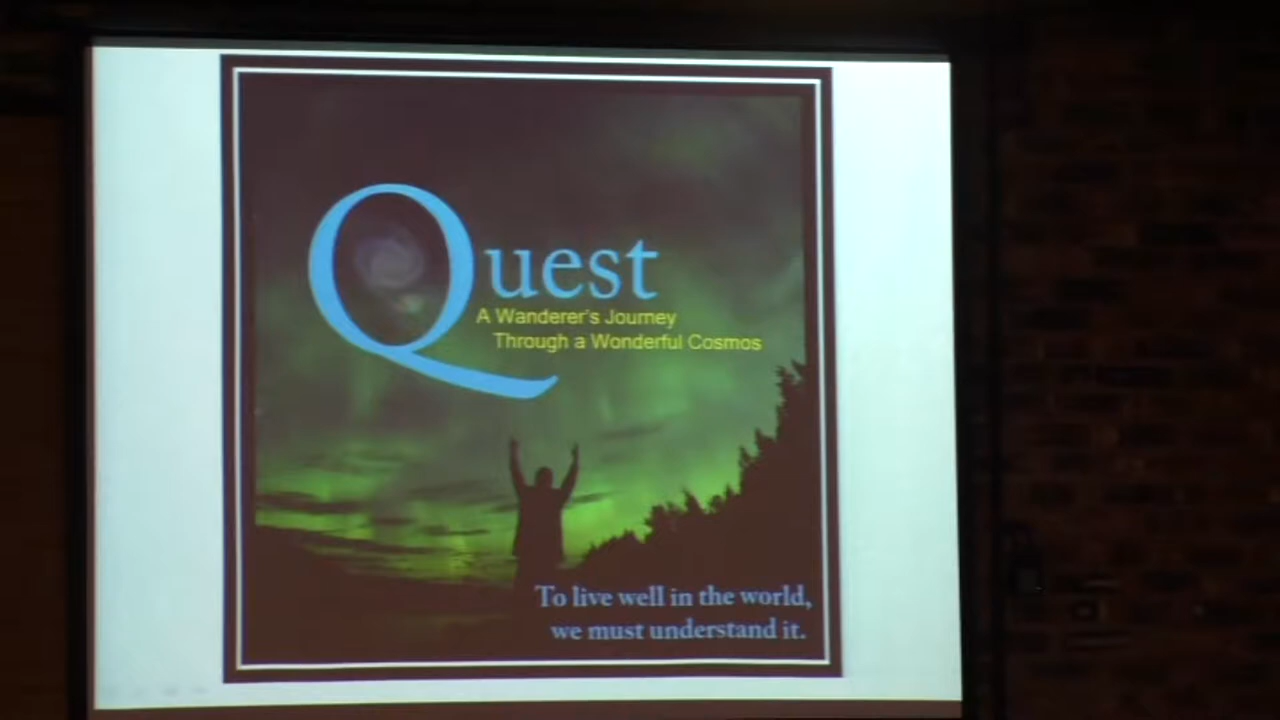 Quest
A Wanderer's Journey
Through a Wonderful Cosmos
To live well in the world,
we must understand it.